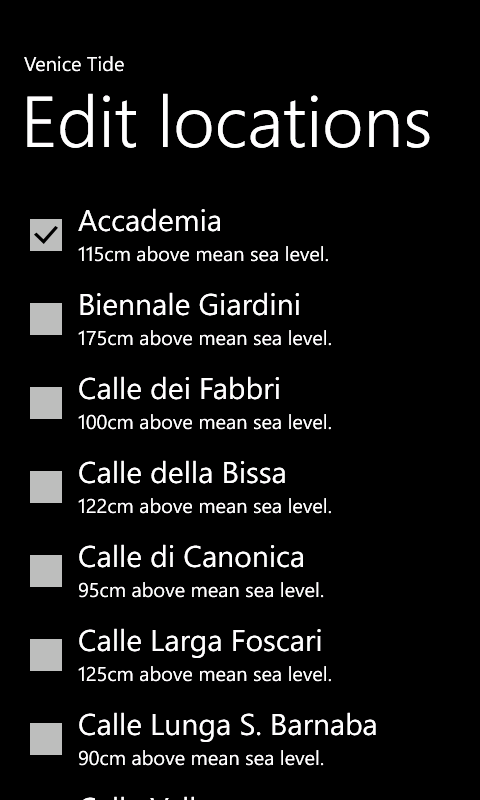 Venice Tide
Edit locations
Accademia
115cm above mean sea level.
Biennale Giardini
175cm above mean sea level.
Calle dei Fabbri
100cm above mean sea level.
Calle della Bissa
122cm above mean sea level.
Calle di Canonica
95cm above mean sea level.
Calle Larga Foscari
125cm above mean sea level.
Calle Lunga S. Barnaba
90cm above mean sea level.